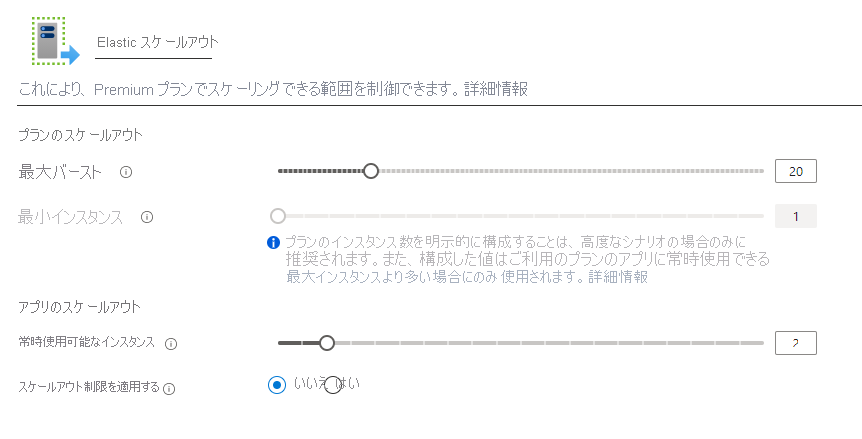 Elastic スケールアウト
これにより、Premium プランでスケーリングできる範囲を制御できます。詳細情報
プランのスケールアウト
最大バースト 20
最小インスタンス 1
プランのインスタンス数を明示的に構成することは、高度なシナリオの場合のみに
推奨されます。また、構成した値はご利用のプランのアプリに常時使用できる
最大インスタンスより多い場合にのみ使用されます。詳細情報
アプリのスケールアウト
常時使用可能なインスタンス 2
スケールアウト制限を適用する いいえ はい